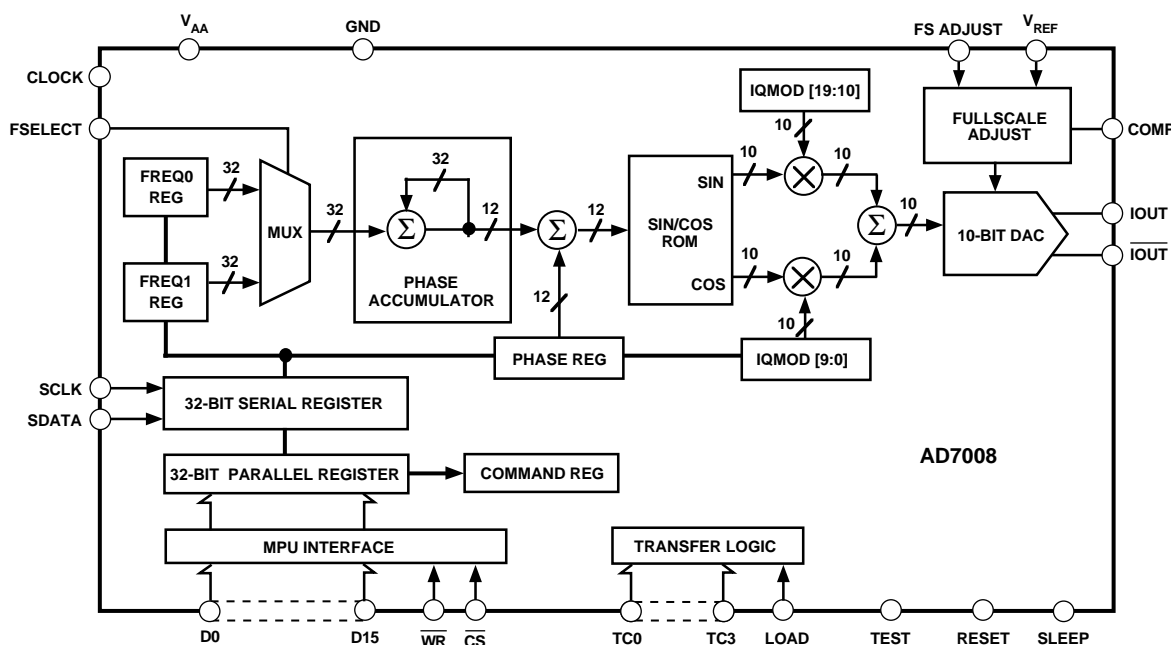 V_AA
GND
FS ADJUST
V_REF
CLOCK
FSELECT
COMP
IQMOD [19:10]
FULLSCALE
ADJUST
10
10
10
10
FREQ0
REG
32
32
MUX
32
Σ
12
PHASE
ACCUMULATOR
Σ
12
12
SIN
SIN/COS
ROM
COS
Σ
10
10-BIT DAC
IOUT
IOUT
FREQ1
REG
32
10
10
10
PHASE REG
IQMOD [9:0]
SCLK
SDATA
32-BIT SERIAL REGISTER
32-BIT PARALLEL REGISTER
COMMAND REG
AD7008
MPU INTERFACE
TRANSFER LOGIC
D0
D15
WR
CS
TC0
TC3
LOAD
TEST
RESET
SLEEP